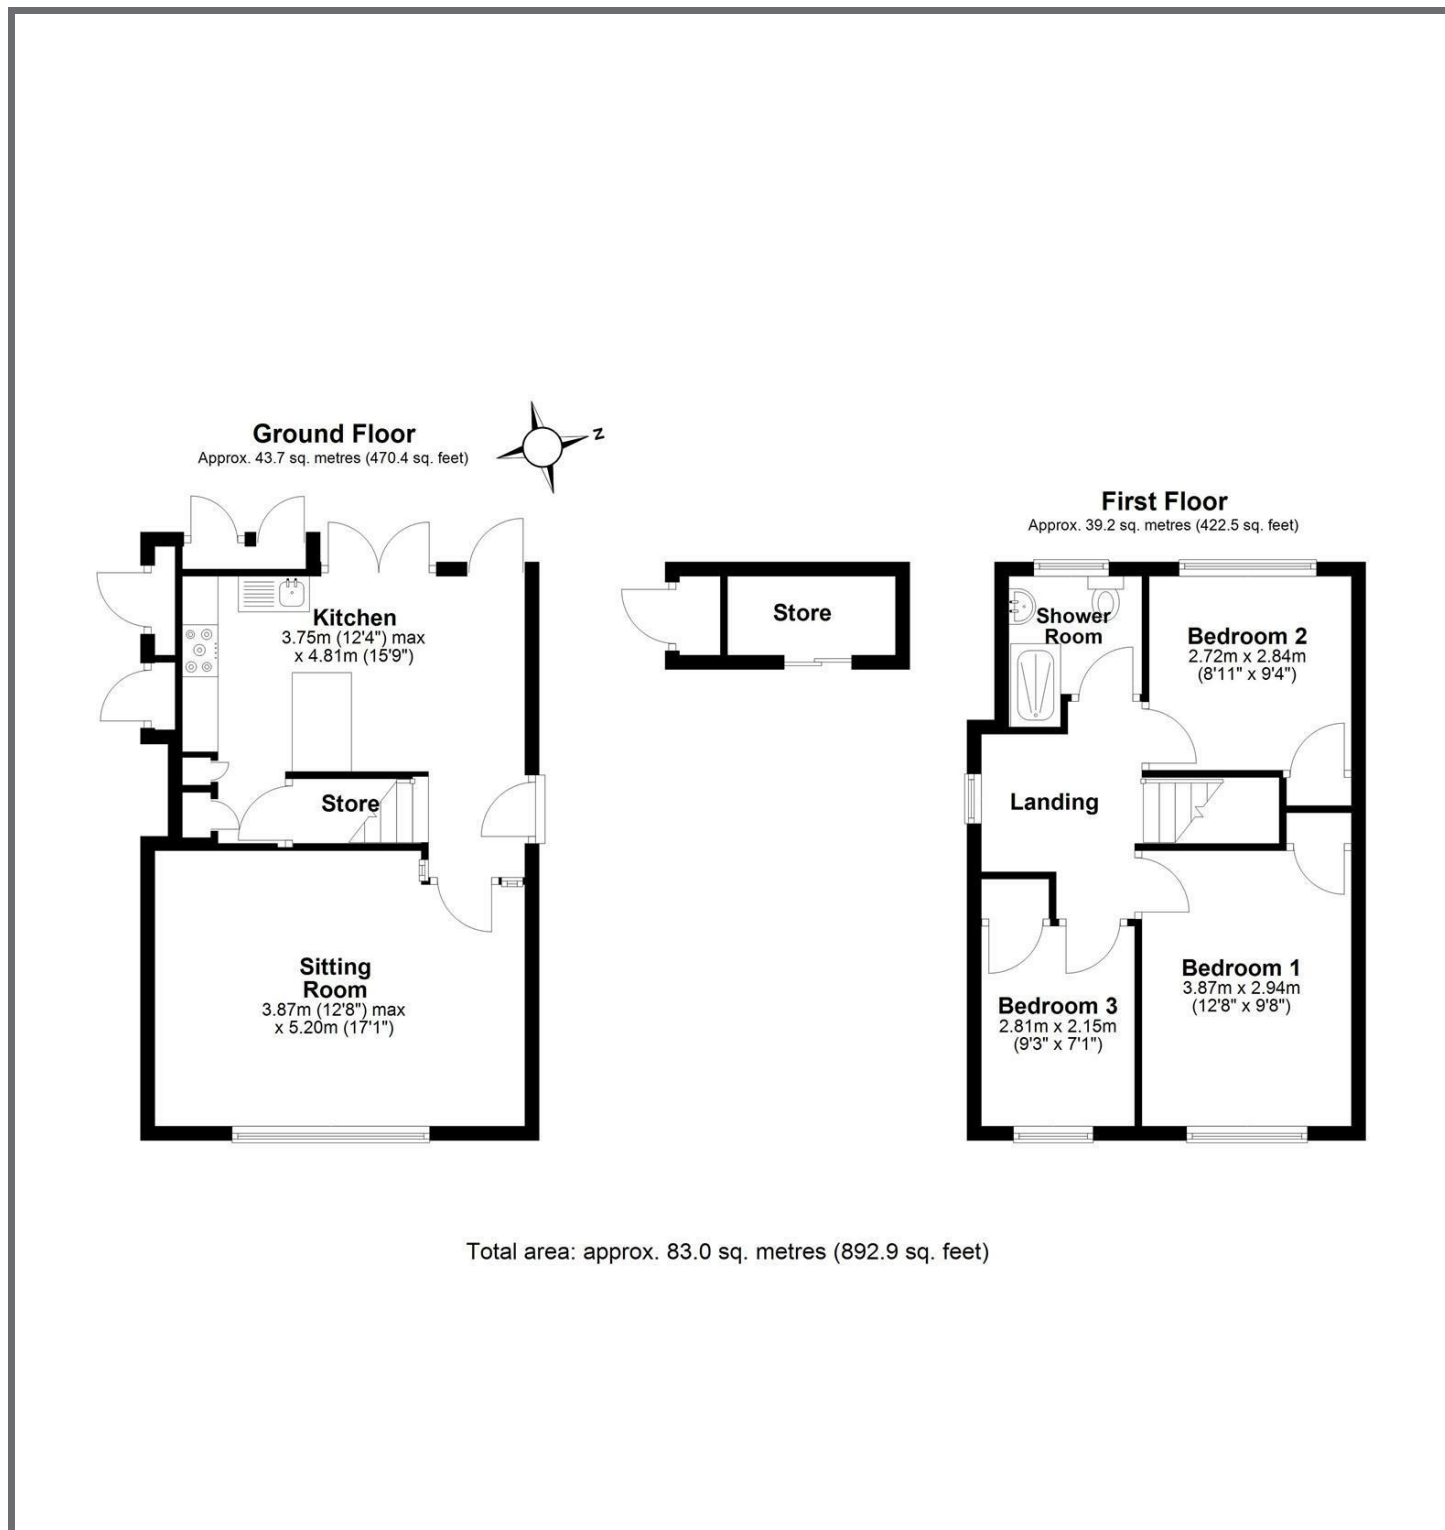 Ground Floor
Approx. 43.7 sq. metres (470.4 sq. feet)
N
Kitchen
3.75m (12'4") max
x 4.81m (15'9")
Store
Sitting
Room
3.87m (12'8") max
x 5.20m (17'1")
Store
First Floor
Approx. 39.2 sq. metres (422.5 sq. feet)
Shower
Room
Bedroom 2
2.72m x 2.84m
(8'11" x 9'4")
Landing
Bedroom 1
3.87m x 2.94m
(12'8" x 9'8")
Bedroom 3
2.81m x 2.15m
(9'3" x 7'1")
Total area: approx. 83.0 sq. metres (892.9 sq. feet)